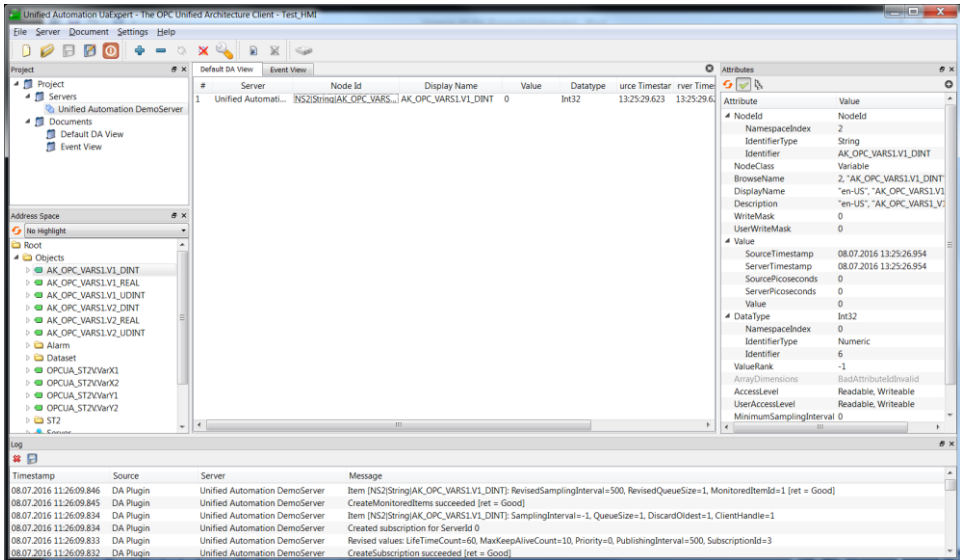 Unified Automation UaExpert - The OPC Unified Architecture Client - Test_HMI
File Server Document Settings Help
Project
Project
Servers
Unified Automation DemoServer
Documents
Default DA View
Event View
Address Space
No Highlight
Root
Objects
AK_OPC_VARS1.V1_DINT
AK_OPC_VARS1.V1_REAL
AK_OPC_VARS1.V1_UDINT
AK_OPC_VARS1.V2_DINT
AK_OPC_VARS1.V2_REAL
AK_OPC_VARS1.V2_UDINT
Alarm
Dataset
OPCUA_ST2V.VarX1
OPCUA_ST2V.VarX2
OPCUA_ST2V.VarY1
OPCUA_ST2V.VarY2
ST2
Server
Default DA View Event View
# Server Node Id Display Name Value Datatype urce Timestar rver Times
1 Unified Automati... NS2|String|AK_OPC_VARS... AK_OPC_VARS1.V1_DINT 0 Int32 13:25:29.623 13:25:29.6
Attributes
Attribute Value
NodeId NodeId
NamespaceIndex 2
IdentifierType String
Identifier AK_OPC_VARS1.V1_DINT
NodeClass Variable
BrowseName 2, "AK_OPC_VARS1.V1_DINT"
DisplayName "en-US", "AK_OPC_VARS1.V1
Description "en-US", "AK_OPC_VARS1_V1
WriteMask 0
UserWriteMask 0
Value
SourceTimestamp 08.07.2016 13:25:26.954
ServerTimestamp 08.07.2016 13:25:26.954
SourcePicoseconds 0
ServerPicoseconds 0
Value 0
DataType Int32
NamespaceIndex 0
IdentifierType Numeric
Identifier 6
ValueRank -1
ArrayDimensions BadAttributeIdInvalid
AccessLevel Readable, Writeable
UserAccessLevel Readable, Writeable
MinimumSamplingInterval 0
Log
Timestamp Source Server Message
08.07.2016 11:26:09.846 DA Plugin Unified Automation DemoServer Item [NS2|String|AK_OPC_VARS1.V1_DINT]: RevisedSamplingInterval=500, RevisedQueueSize=1, MonitoredItemId=1 [ret = Good]
08.07.2016 11:26:09.845 DA Plugin Unified Automation DemoServer CreateMonitoredItems succeeded [ret = Good]
08.07.2016 11:26:09.834 DA Plugin Unified Automation DemoServer Item [NS2|String|AK_OPC_VARS1.V1_DINT]: SamplingInterval=-1, QueueSize=1, DiscardOldest=1, ClientHandle=1
08.07.2016 11:26:09.834 DA Plugin Unified Automation DemoServer Created subscription for ServerId 0
08.07.2016 11:26:09.833 DA Plugin Unified Automation DemoServer Revised values: LifeTimeCount=60, MaxKeepAliveCount=10, Priority=0, PublishingInterval=500, SubscriptionId=3
08.07.2016 11:26:09.832 DA Plugin Unified Automation DemoServer CreateSubscription succeeded [ret = Good]